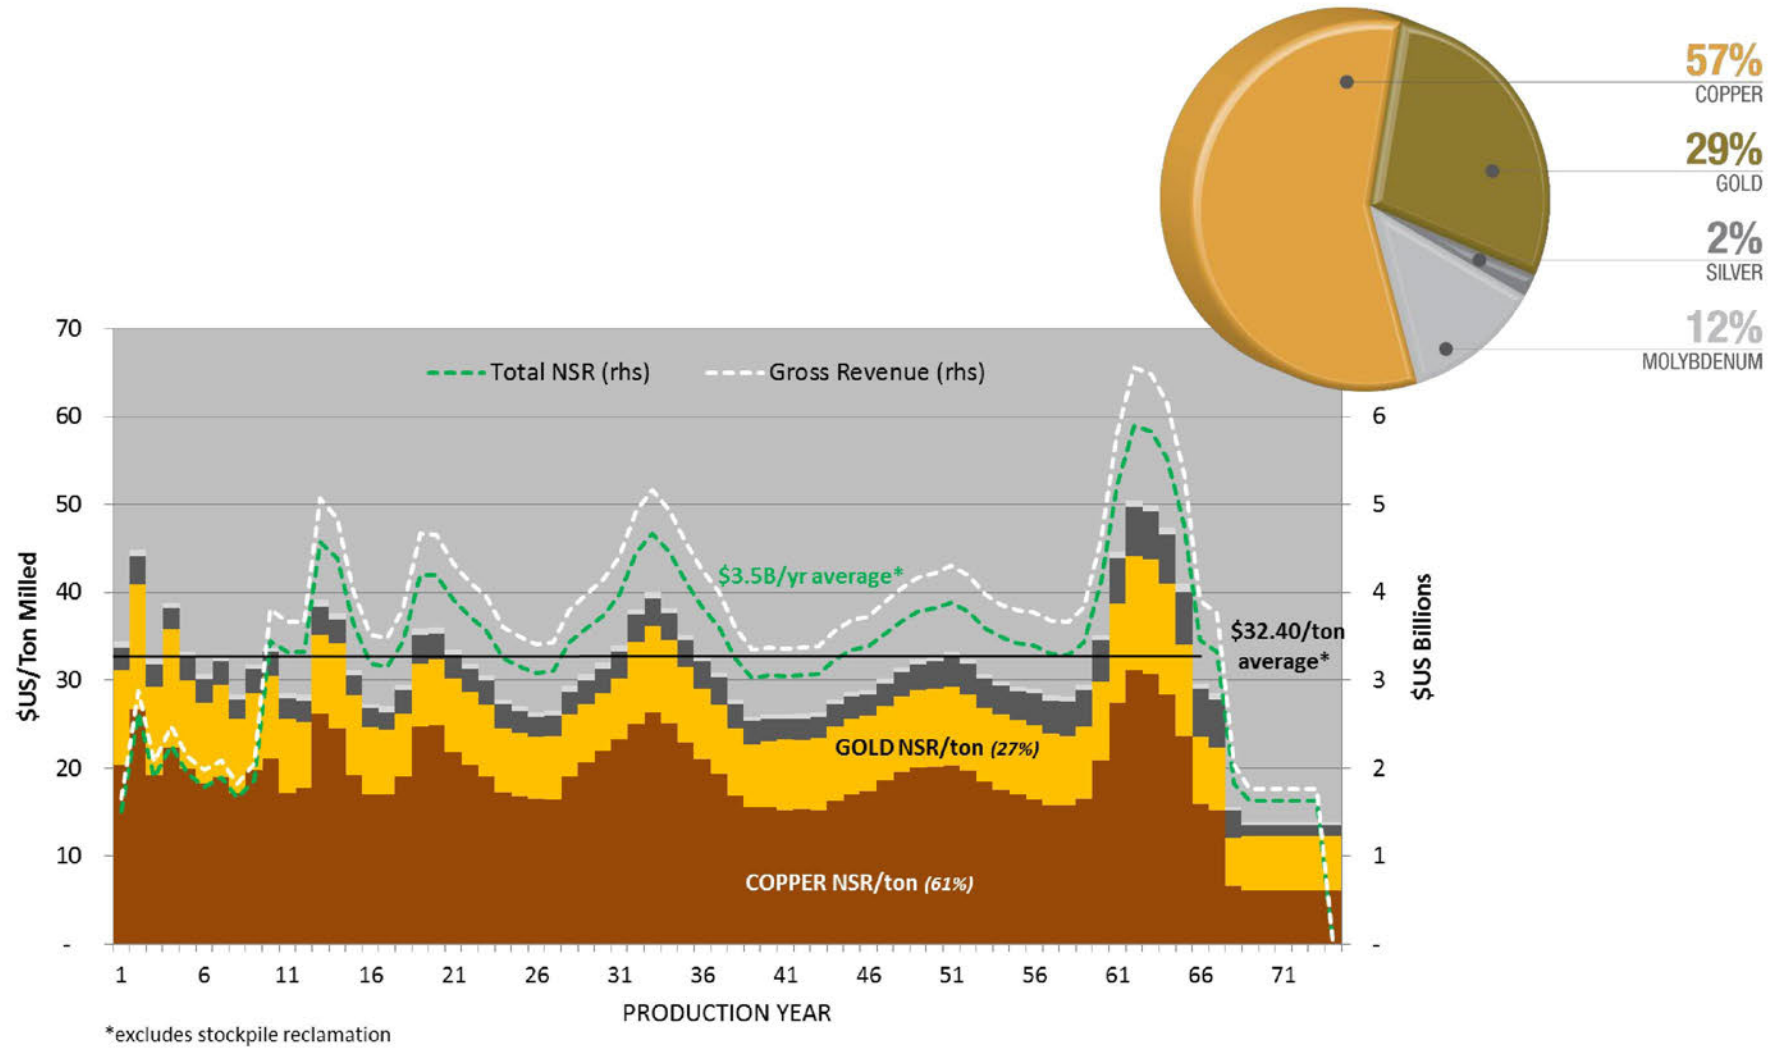 57%
COPPER
29%
GOLD
2%
SILVER
12%
MOLYBDENUM
Total NSR (rhs)
Gross Revenue (rhs)
70
60
50
40
30
20
10
-
$US/Ton Milled
6
5
4
3
2
1
-
$US Billions
$3.5B/yr average*
$32.40/ton
average*
GOLD NSR/ton (27%)
COPPER NSR/ton (61%)
1 6 11 16 21 26 31 36 41 46 51 56 61 66 71
PRODUCTION YEAR
*excludes stockpile reclamation